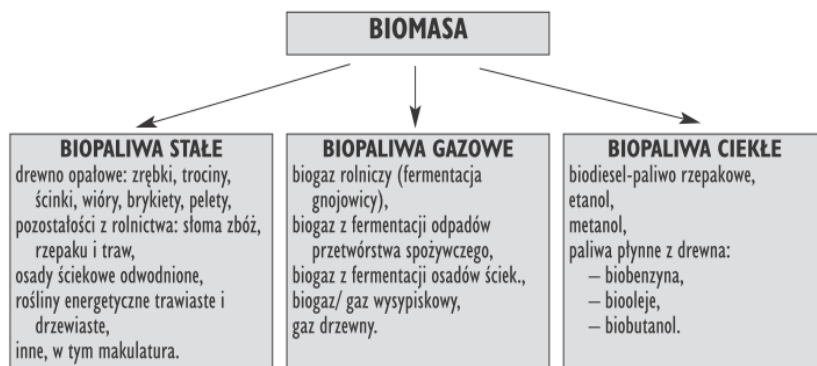 BIOMASA
BIOPALIWA STAŁE
drewno opałowe: zrębki, trociny,
ścinki, wióry, brykiety, pelety,
pozostałości z rolnictwa: słoma zbóż,
rzepaku i traw,
osady ściekowe odwodnione,
rośliny energetyczne trawiaste i
drzewiaste,
inne, w tym makulatura.
BIOPALIWA GAZOWE
biogaz rolniczy (fermentacja
gnojowicy),
biogaz z fermentacji odpadów
przetwórstwa spożywczego,
biogaz z fermentacji osadów ściek.,
biogaz/ gaz wysypiskowy,
gaz drzewny.
BIOPALIWA CIEKŁE
biodiesel-paliwo rzepakowe,
etanol,
metanol,
paliwa płynne z drewna:
– biobenzyna,
– biooleje,
– biobutanol.